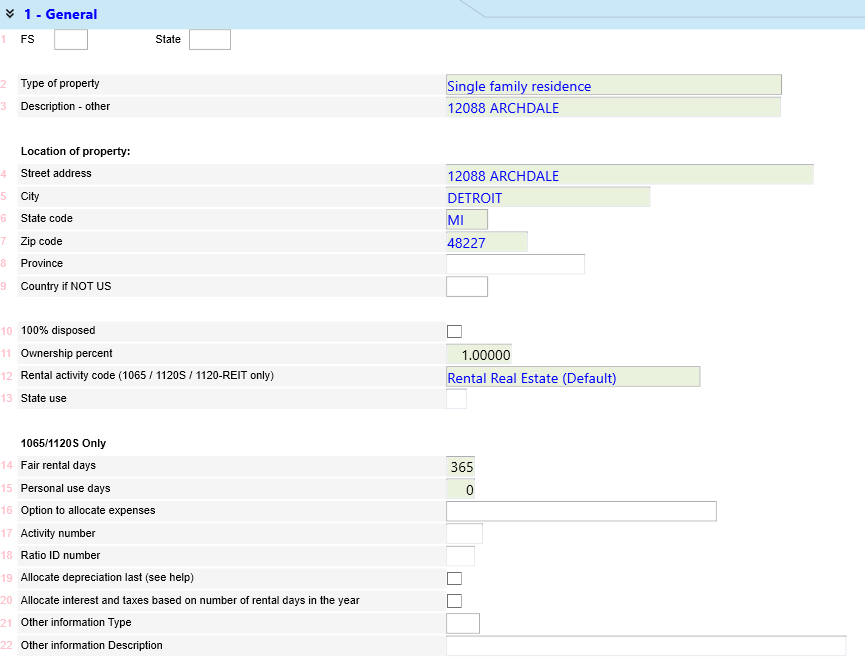 1 - General
1 FS State
2 Type of property Single family residence
3 Description - other 12088 ARCHDALE
Location of property:
4 Street address 12088 ARCHDALE
5 City DETROIT
6 State code MI
7 Zip code 48227
8 Province
9 Country if NOT US
10 100% disposed
11 Ownership percent 1.00000
12 Rental activity code (1065 / 1120S / 1120-REIT only) Rental Real Estate (Default)
13 State use
1065/1120S Only
14 Fair rental days 365
15 Personal use days 0
16 Option to allocate expenses
17 Activity number
18 Ratio ID number
19 Allocate depreciation last (see help)
20 Allocate interest and taxes based on number of rental days in the year
21 Other information Type
22 Other information Description